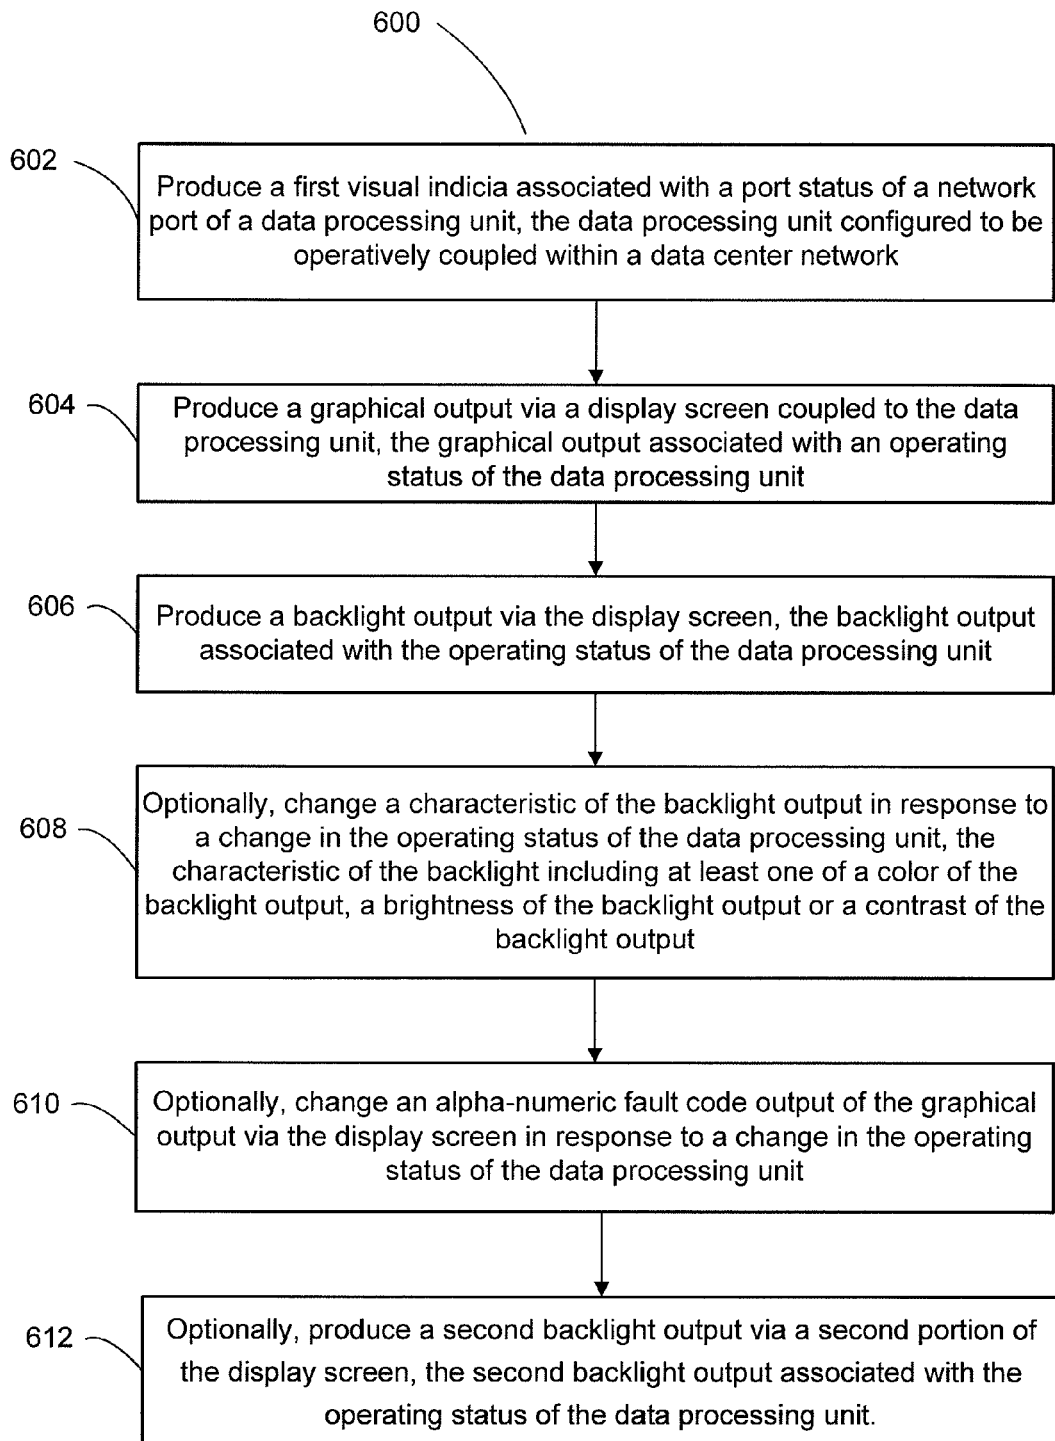 600
602
Produce a first visual indicia associated with a port status of a network
port of a data processing unit, the data processing unit configured to be
operatively coupled within a data center network
604
Produce a graphical output via a display screen coupled to the data
processing unit, the graphical output associated with an operating
status of the data processing unit
606
Produce a backlight output via the display screen, the backlight output
associated with the operating status of the data processing unit
608
Optionally, change a characteristic of the backlight output in response to
a change in the operating status of the data processing unit, the
characteristic of the backlight including at least one of a color of the
backlight output, a brightness of the backlight output or a contrast of the
backlight output
610
Optionally, change an alpha-numeric fault code output of the graphical
output via the display screen in response to a change in the operating
status of the data processing unit
612
Optionally, produce a second backlight output via a second portion of
the display screen, the second backlight output associated with the
operating status of the data processing unit.